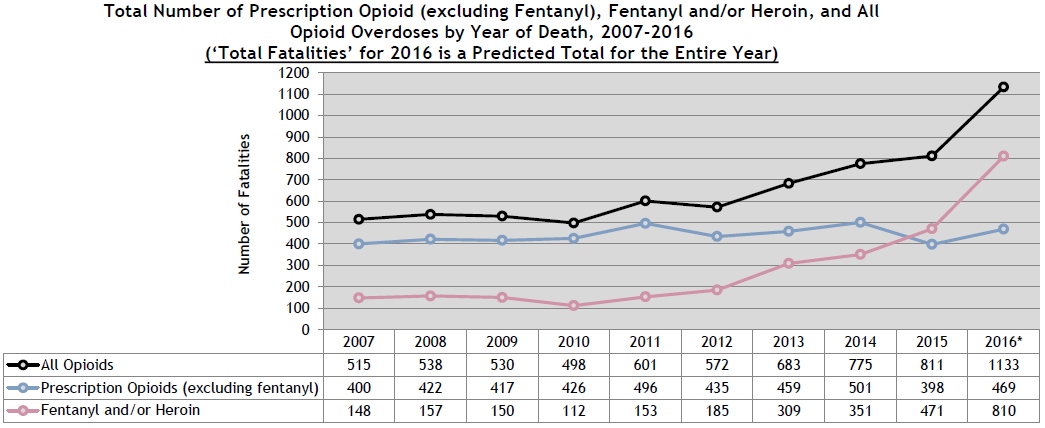 Total Number of Prescription Opioid (excluding Fentanyl), Fentanyl and/or Heroin, and All
Opioid Overdoses by Year of Death, 2007-2016
(‘Total Fatalities’ for 2016 is a Predicted Total for the Entire Year)
Number of Fatalities
1200
1100
1000
900
800
700
600
500
400
300
200
100
0
2007 2008 2009 2010 2011 2012 2013 2014 2015 2016*
All Opioids 515 538 530 498 601 572 683 775 811 1133
Prescription Opioids (excluding fentanyl) 400 422 417 426 496 435 459 501 398 469
Fentanyl and/or Heroin 148 157 150 112 153 185 309 351 471 810